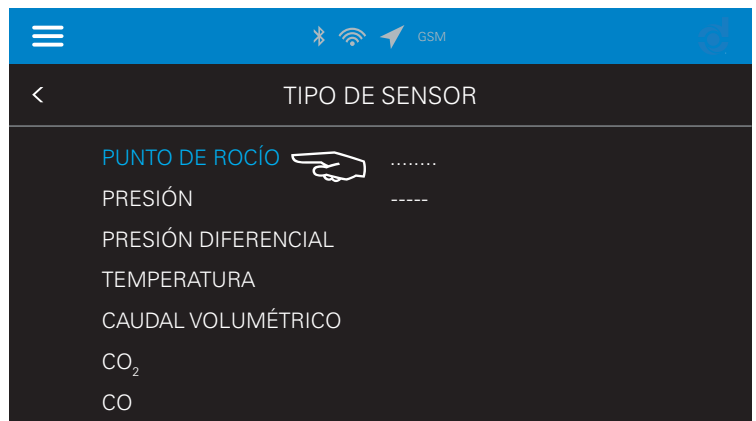 GSM
< TIPO DE SENSOR
PUNTO DE ROCÍO ........
PRESIÓN -----
PRESIÓN DIFERENCIAL
TEMPERATURA
CAUDAL VOLUMÉTRICO
CO₂
CO